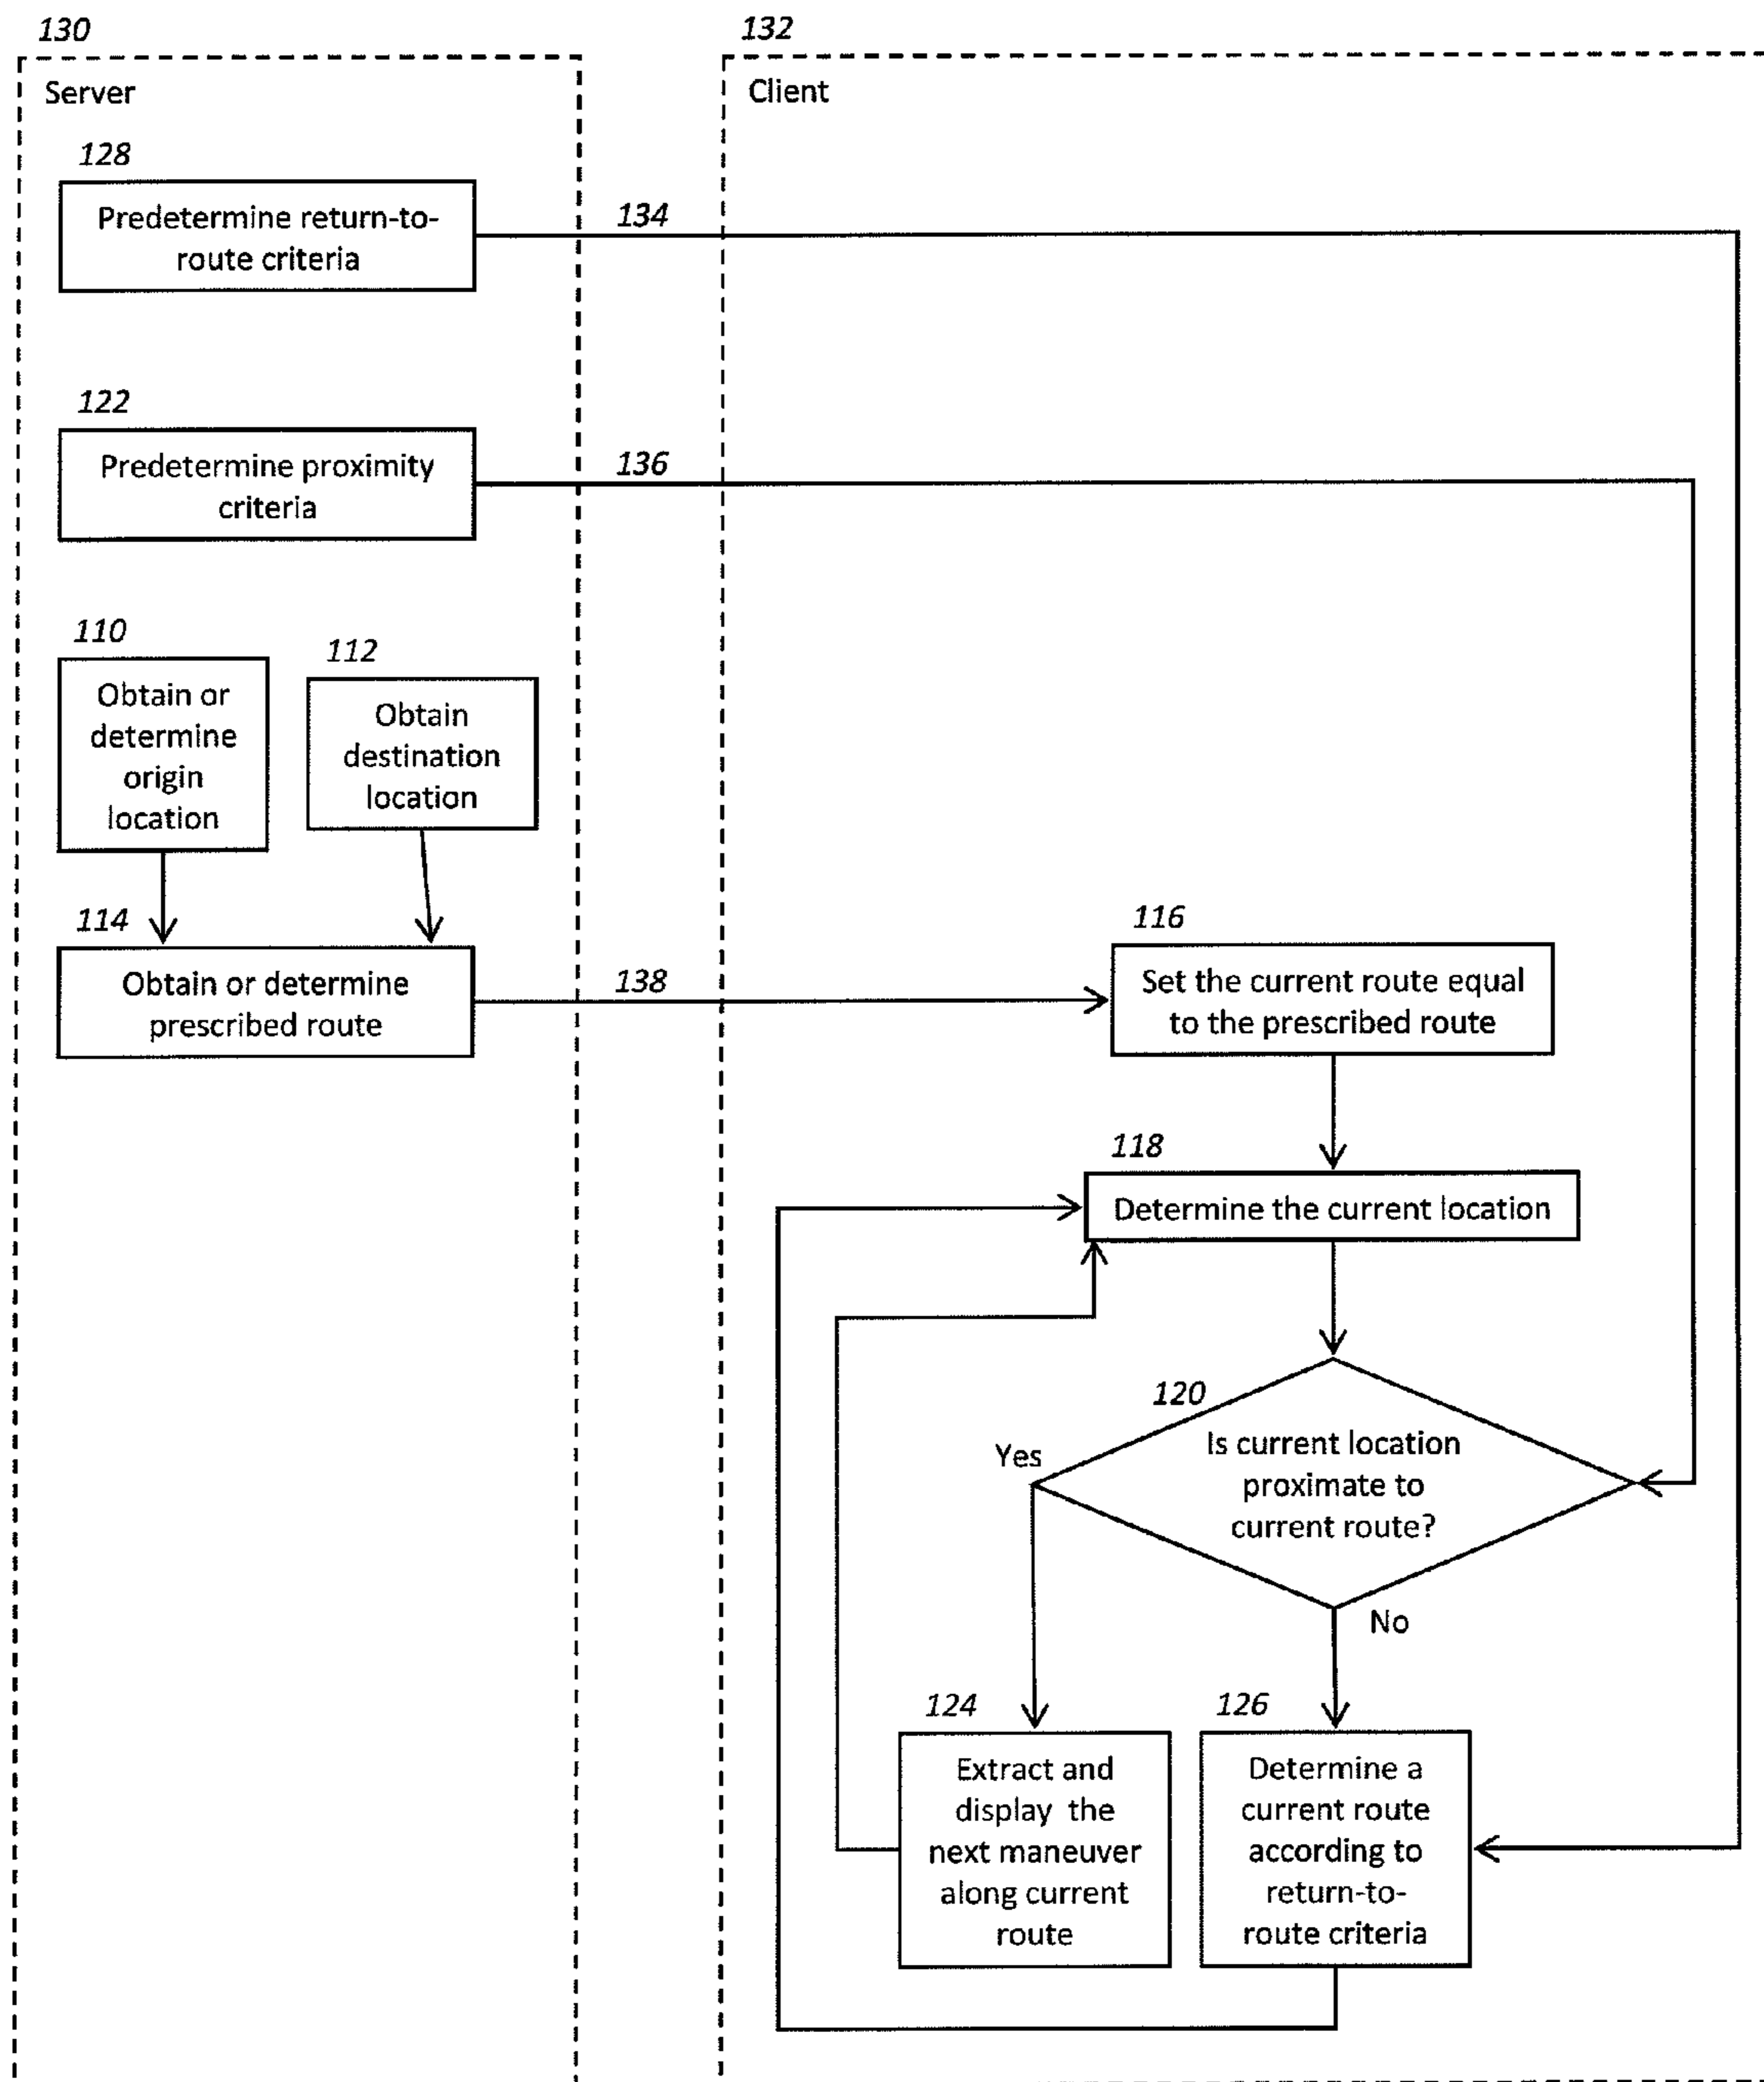 130
Server
128
Predetermine return-to-
route criteria
134
122
Predetermine proximity
criteria
136
110
Obtain or
determine
origin
location
112
Obtain
destination
location
114
Obtain or determine
prescribed route
138
132
Client
116
Set the current route equal
to the prescribed route
118
Determine the current location
120
Is current location
proximate to
current route?
Yes
No
124
Extract and
display the
next maneuver
along current
route
126
Determine a
current route
according to
return-to-
route criteria